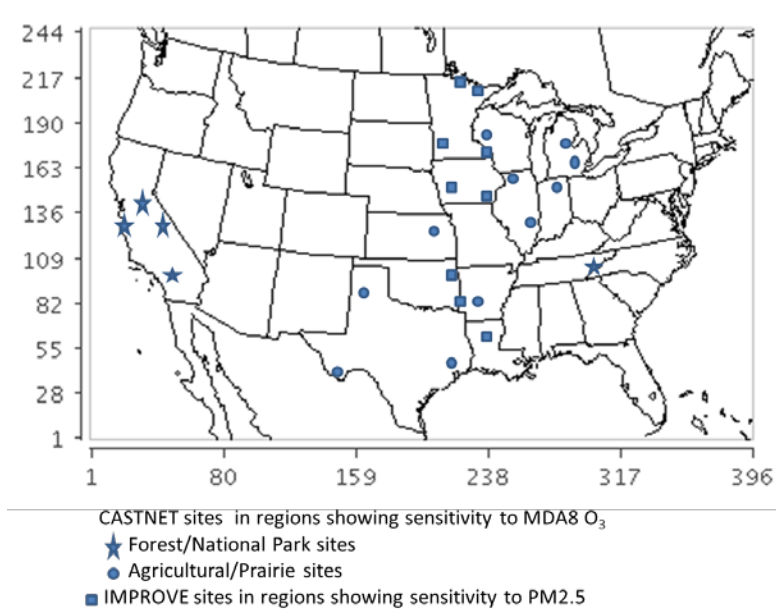 244
217
190
163
136
109
82
55
28
1
1 80 159 238 317 396
CASTNET sites in regions showing sensitivity to MDA8 O₃
Forest/National Park sites
Agricultural/Prairie sites
IMPROVE sites in regions showing sensitivity to PM2.5